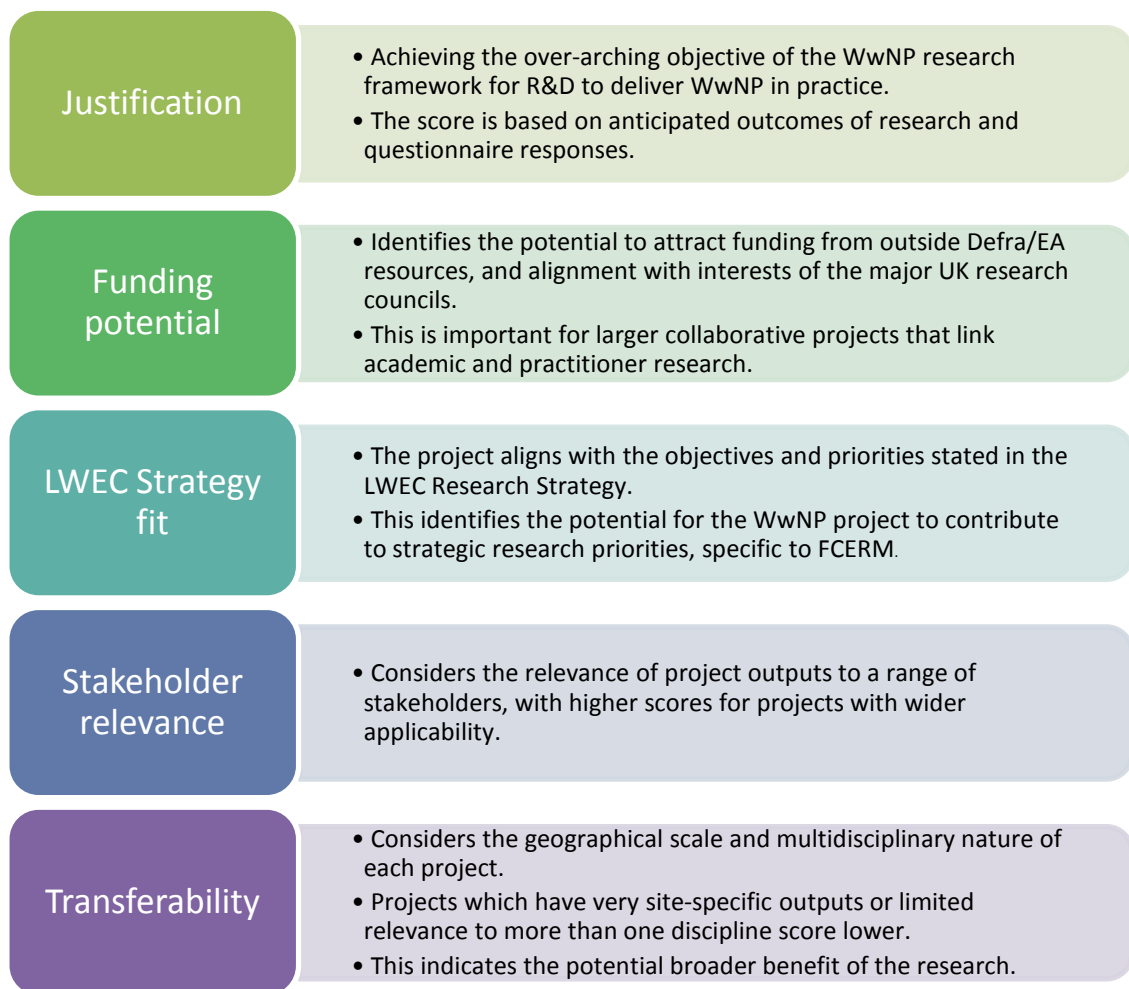 Justification
• Achieving the over-arching objective of the WwNP research
framework for R&D to deliver WwNP in practice.
• The score is based on anticipated outcomes of research and
questionnaire responses.
Funding
potential
• Identifies the potential to attract funding from outside Defra/EA
resources, and alignment with interests of the major UK research
councils.
• This is important for larger collaborative projects that link
academic and practitioner research.
LWEC Strategy
fit
• The project aligns with the objectives and priorities stated in the
LWEC Research Strategy.
• This identifies the potential for the WwNP project to contribute
to strategic research priorities, specific to FCERM.
Stakeholder
relevance
• Considers the relevance of project outputs to a range of
stakeholders, with higher scores for projects with wider
applicability.
Transferability
• Considers the geographical scale and multidisciplinary nature of
each project.
• Projects which have very site-specific outputs or limited
relevance to more than one discipline score lower.
• This indicates the potential broader benefit of the research.